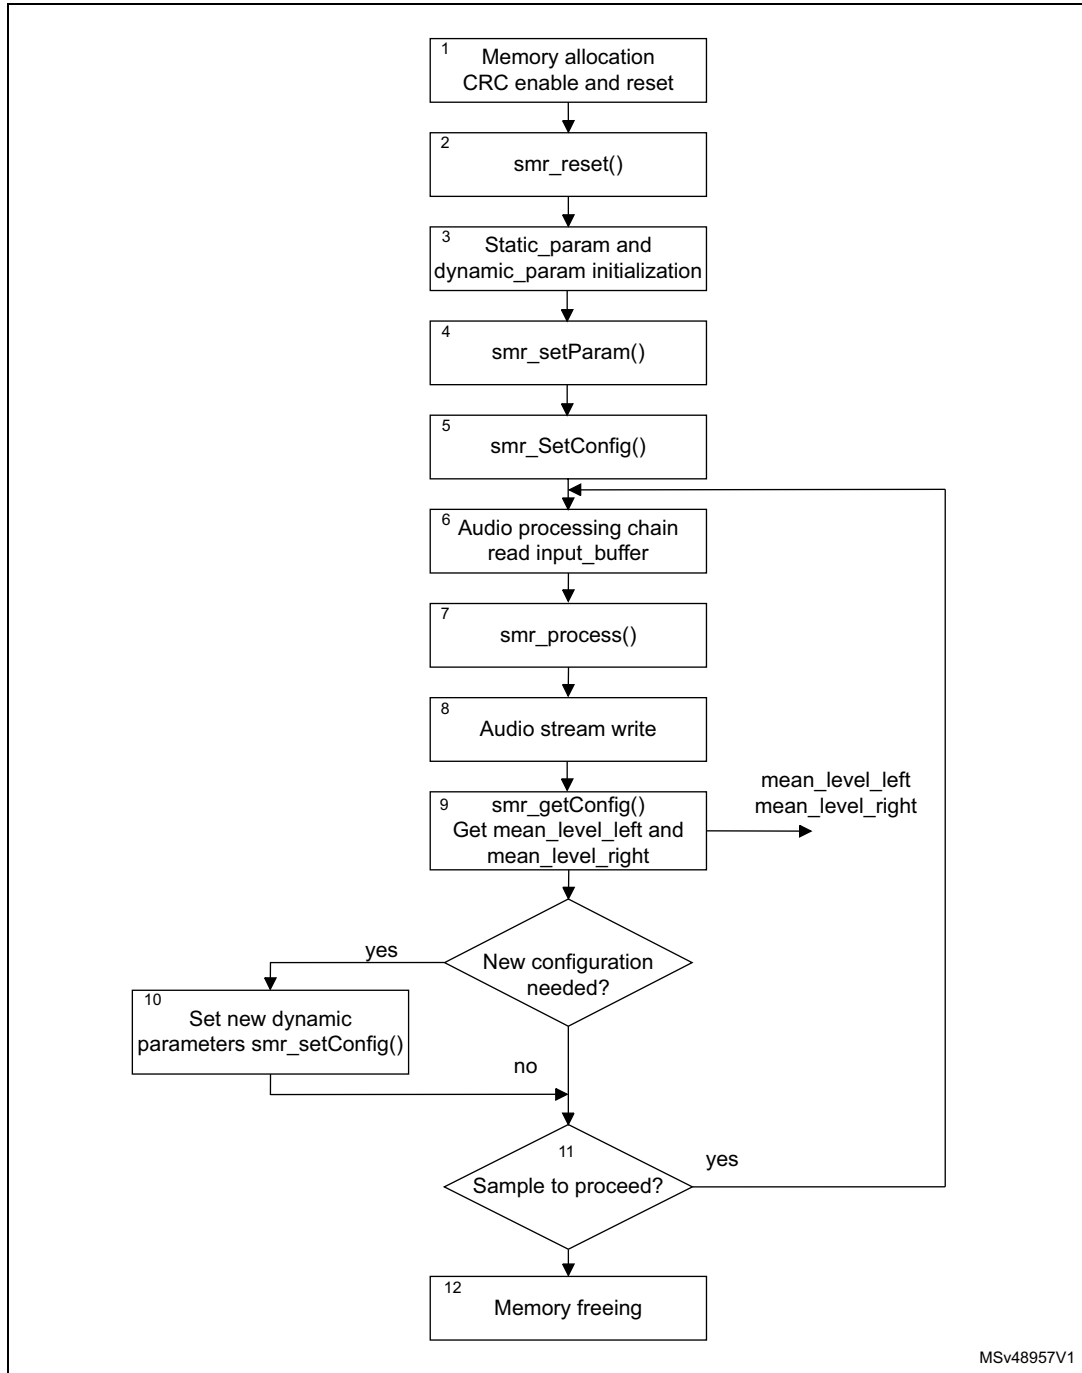 1
Memory allocation
CRC enable and reset
2
smr_reset()
3
Static_param and
dynamic_param initialization
4
smr_setParam()
5
smr_SetConfig()
6
Audio processing chain
read input_buffer
7
smr_process()
8
Audio stream write
9
smr_getConfig()
Get mean_level_left and
mean_level_right
mean_level_left
mean_level_right
New configuration
needed?
yes
10
Set new dynamic
parameters smr_setConfig()
no
11
Sample to proceed?
yes
12
Memory freeing
MSv48957V1